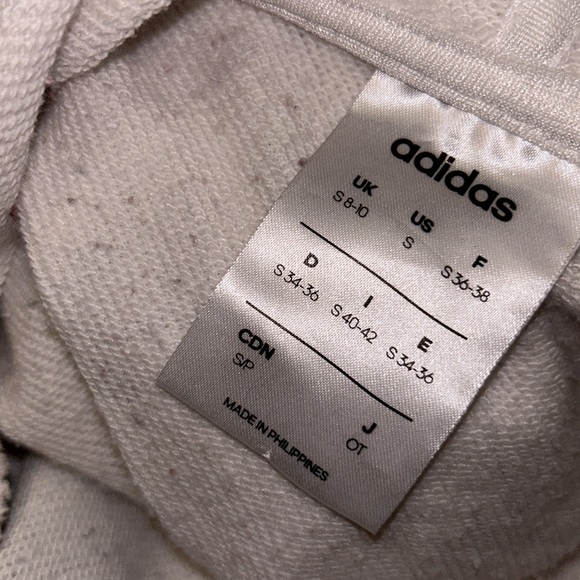 adidas
UK US F
S 8-10 S S 36-38
D I E
S 34-36 S 40-42 S 34-36
CDN J
S/P OT
MADE IN PHILIPPINES